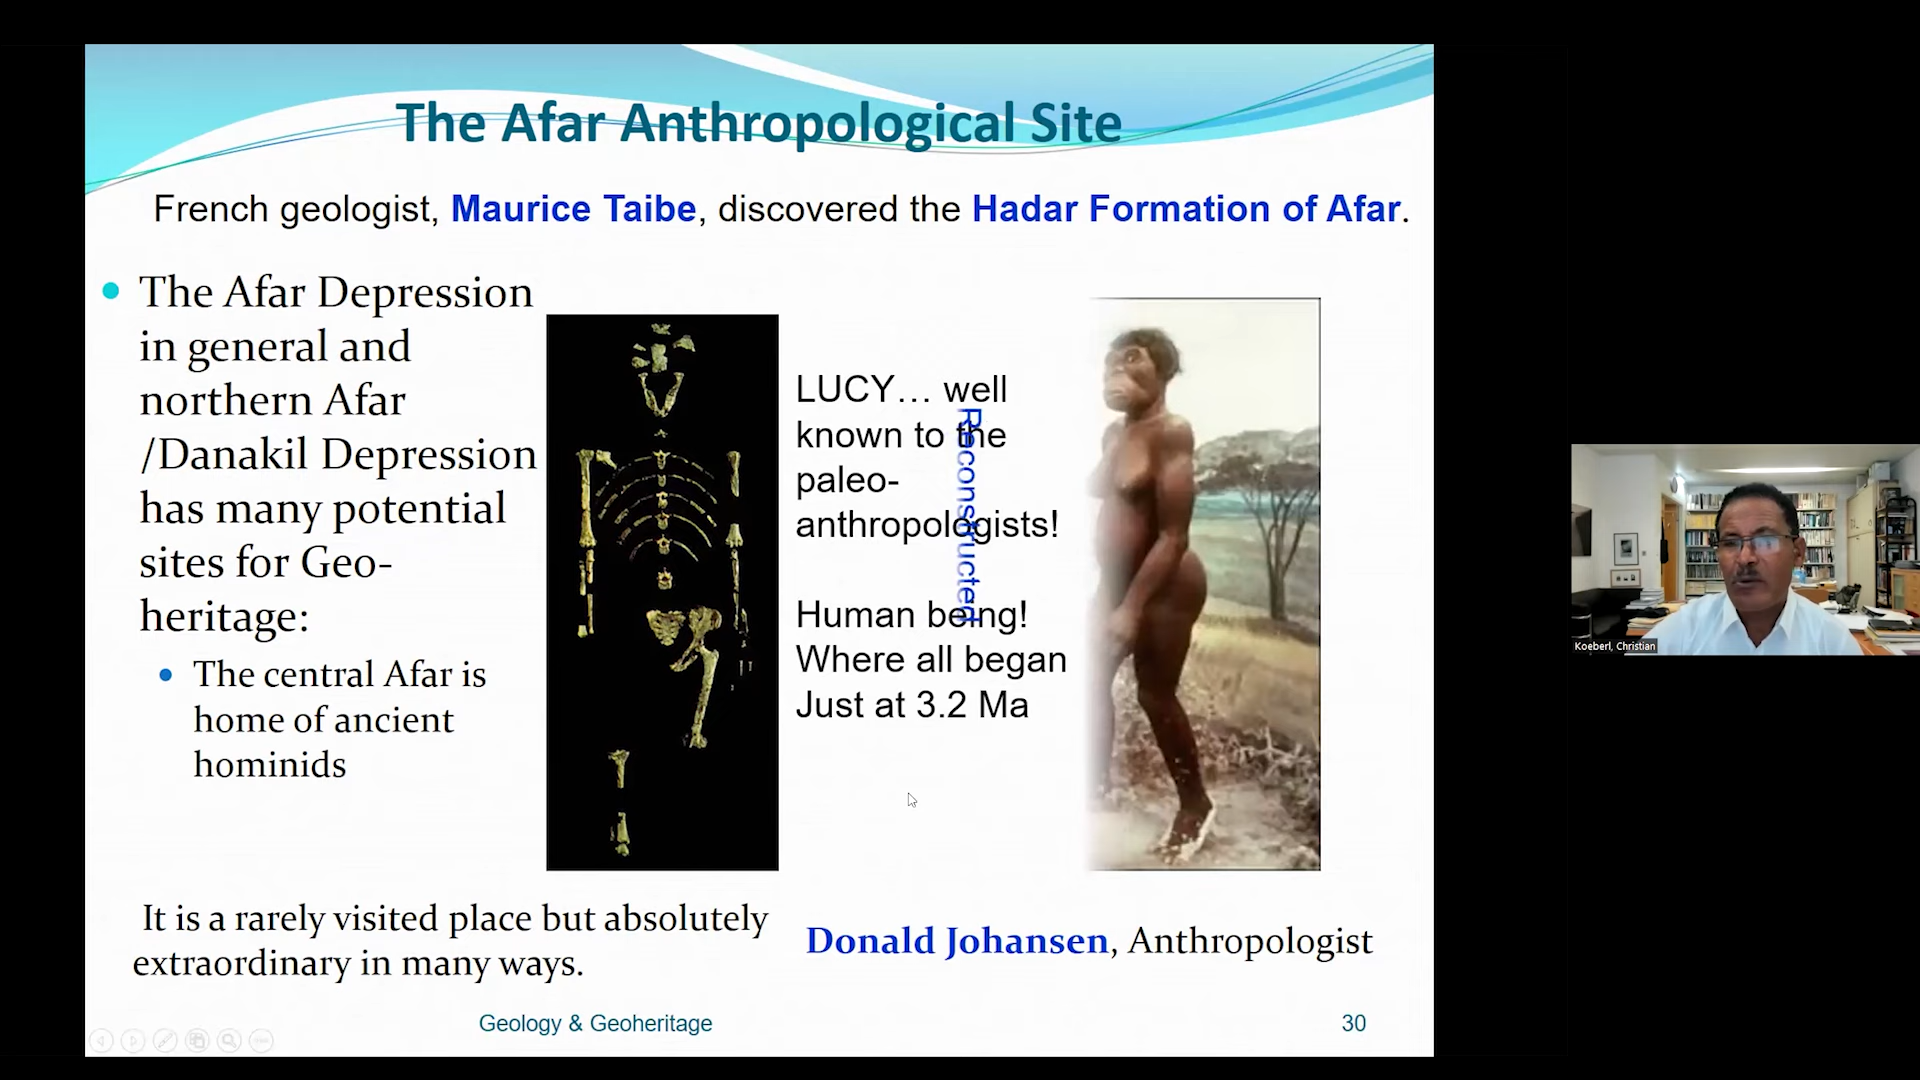 The Afar Anthropological Site
French geologist, Maurice Taibe, discovered the Hadar Formation of Afar.
The Afar Depression
in general and
northern Afar
/Danakil Depression
has many potential
sites for Geo-
heritage:
The central Afar is
home of ancient
hominids
LUCY... well
known to the
paleo-
anthropologists!
Human being!
Where all began
Just at 3.2 Ma
Reconstructed
It is a rarely visited place but absolutely
extraordinary in many ways.
Donald Johansen, Anthropologist
Geology & Geoheritage
30
Koeberl, Christian